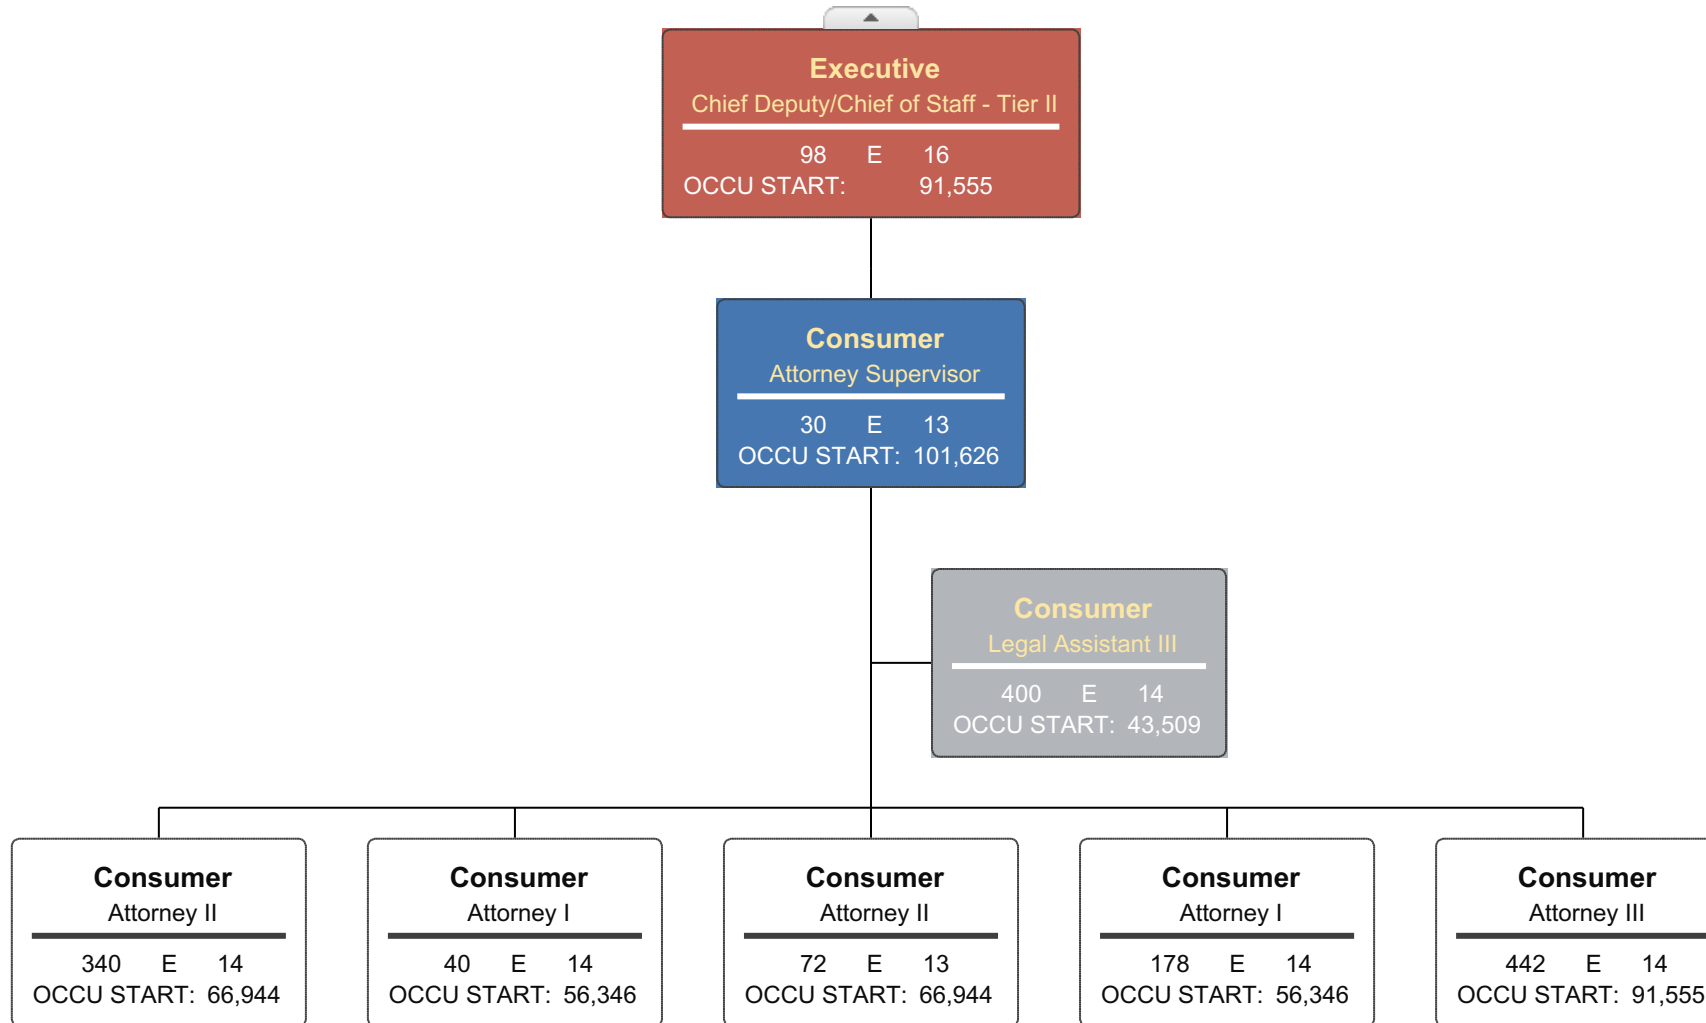 Executive
Chief Deputy/Chief of Staff - Tier II
98 E 16
OCCU START: 91,555
Consumer
Attorney Supervisor
30 E 13
OCCU START: 101,626
Consumer
Legal Assistant III
400 E 14
OCCU START: 43,509
Consumer
Attorney II
340 E 14
OCCU START: 66,944
Consumer
Attorney I
40 E 14
OCCU START: 56,346
Consumer
Attorney II
72 E 13
OCCU START: 66,944
Consumer
Attorney I
178 E 14
OCCU START: 56,346
Consumer
Attorney III
442 E 14
OCCU START: 91,555